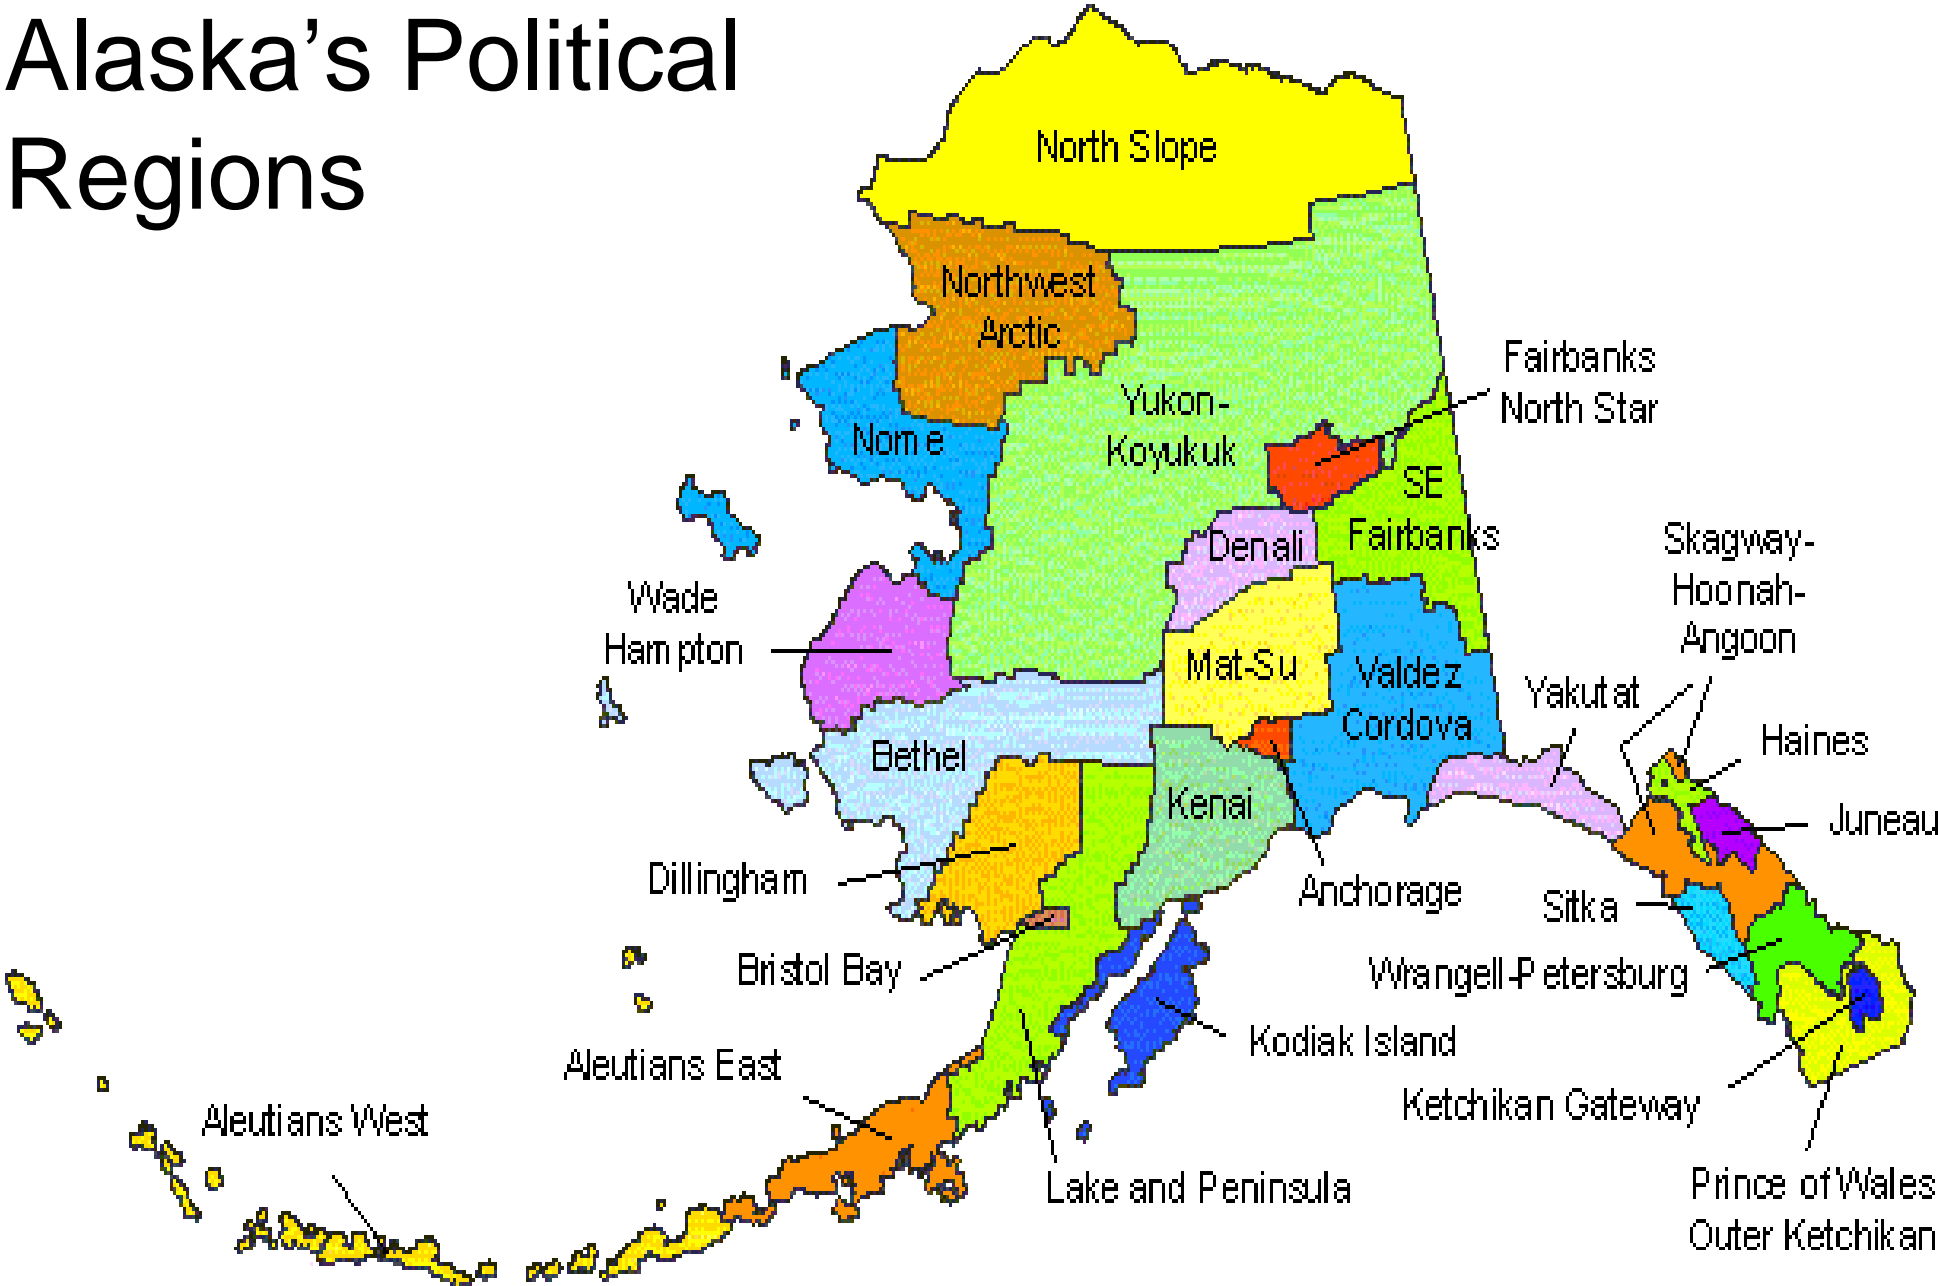 Alaska’s Political
Regions
North Slope
Northwest
Arctic
Fairbanks
North Star
Yukon-
Koyukuk
Nome
SE
Fairbanks
Skagway-
Hoonah-
Angoon
Denali
Wade
Hampton
Mat-Su
Valdez
Cordova
Yakutat
Haines
Bethel
Kenai
Juneau
Dillingham
Anchorage
Sitka
Bristol Bay
Wrangell-Petersburg
Kodiak Island
Aleutians East
Ketchikan Gateway
Aleutians West
Lake and Peninsula
Prince of Wales
Outer Ketchikan